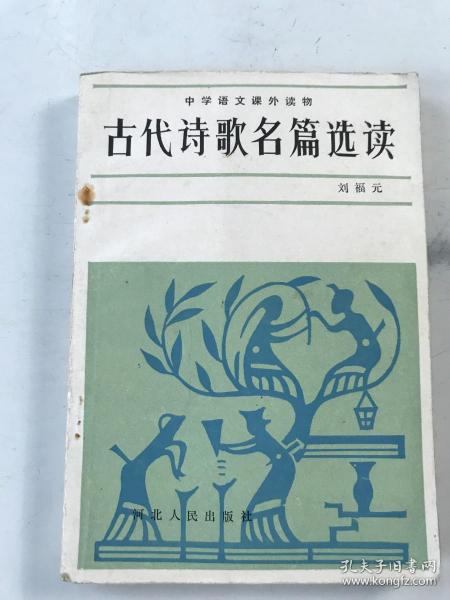 中学语文课外读物
古代诗歌名篇选读
刘福元
河北人民出版社
孔夫子旧书网
www.kongfz.com